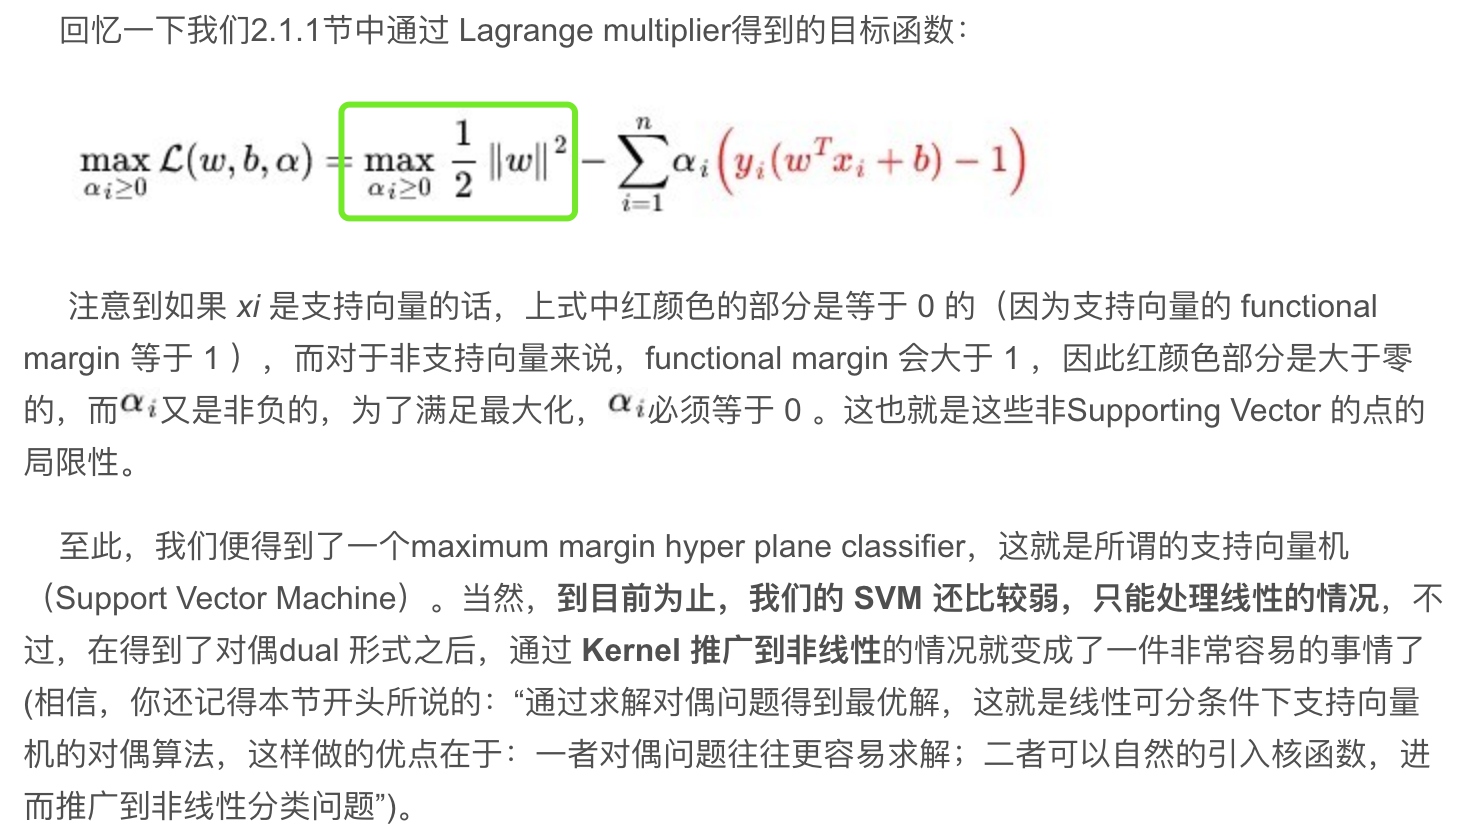 回忆一下我们2.1.1节中通过 Lagrange multiplier得到的目标函数：
max αi≥0 ℒ(w, b, α) = max αi≥0 1/2 ‖w‖² − ∑ i=1 n αi (yi(wᵀxi + b) − 1)
注意到如果 xi 是支持向量的话，上式中红颜色的部分是等于 0 的（因为支持向量的 functional
margin 等于 1 ），而对于非支持向量来说，functional margin 会大于 1 ，因此红颜色部分是大于零
的，而αi又是非负的，为了满足最大化，αi必须等于 0 。这也就是这些非Supporting Vector 的点的
局限性。
至此，我们便得到了一个maximum margin hyper plane classifier，这就是所谓的支持向量机
（Support Vector Machine）。当然，到目前为止，我们的 SVM 还比较弱，只能处理线性的情况，不
过，在得到了对偶dual 形式之后，通过 Kernel 推广到非线性的情况就变成了一件非常容易的事情了
(相信，你还记得本节开头所说的：“通过求解对偶问题得到最优解，这就是线性可分条件下支持向量
机的对偶算法，这样做的优点在于：一者对偶问题往往更容易求解；二者可以自然的引入核函数，进
而推广到非线性分类问题”)。